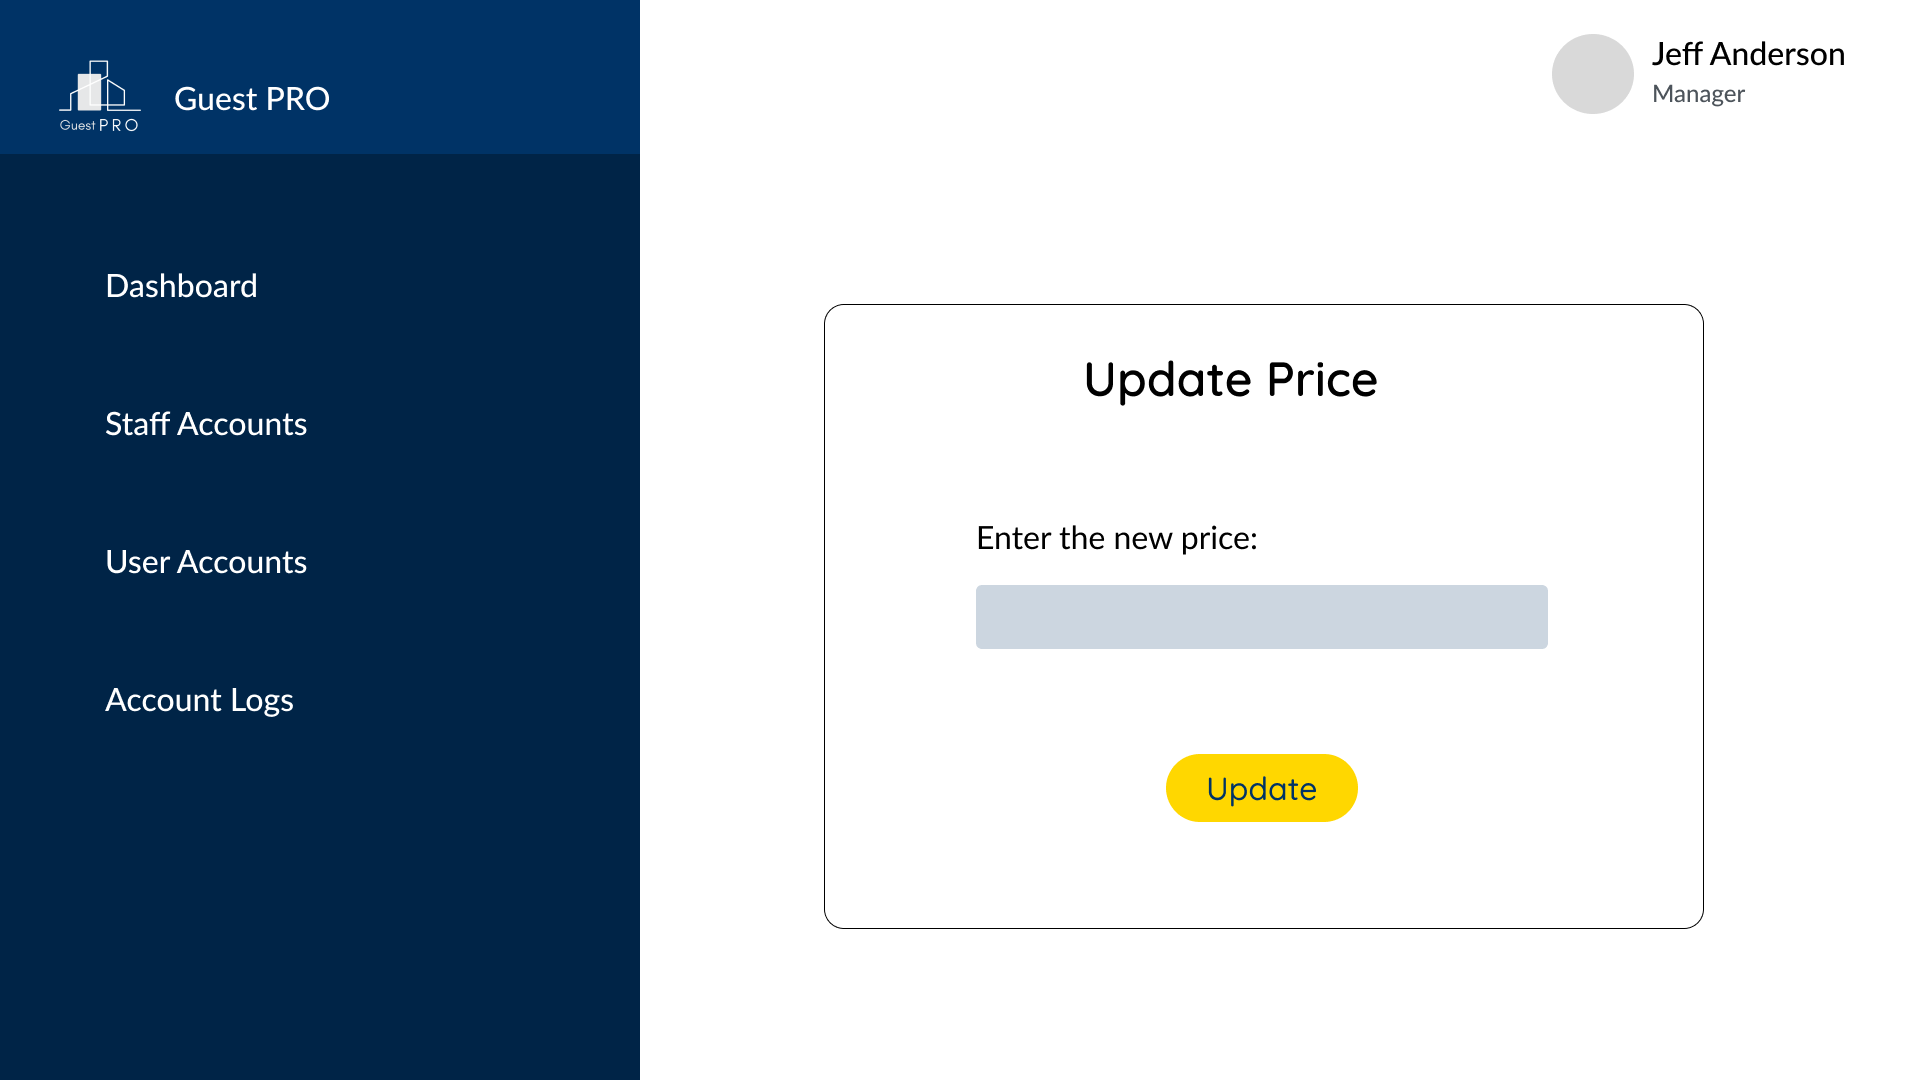 Guest PRO
Guest PRO
Jeff Anderson
Manager
Dashboard
Staff Accounts
User Accounts
Account Logs
Update Price
Enter the new price:
Update